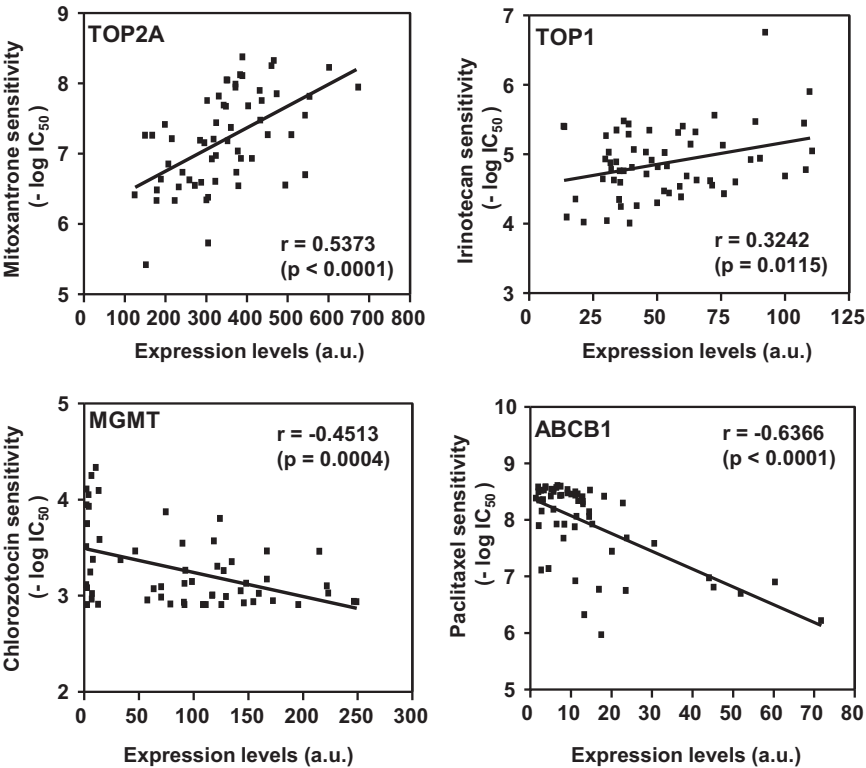 TOP2A
9
8
7
6
5
0 100 200 300 400 500 600 700 800
Mitoxantrone sensitivity
(- log IC50)
r = 0.5373
(p < 0.0001)
Expression levels (a.u.)
TOP1
7
6
5
4
3
0 25 50 75 100 125
Irinotecan sensitivity
(- log IC50)
r = 0.3242
(p = 0.0115)
Expression levels (a.u.)
MGMT
5
4
3
2
0 50 100 150 200 250 300
Chlorozotocin sensitivity
(- log IC50)
r = -0.4513
(p = 0.0004)
Expression levels (a.u.)
ABCB1
10
9
8
7
6
5
0 10 20 30 40 50 60 70 80
Paclitaxel sensitivity
(- log IC50)
r = -0.6366
(p < 0.0001)
Expression levels (a.u.)